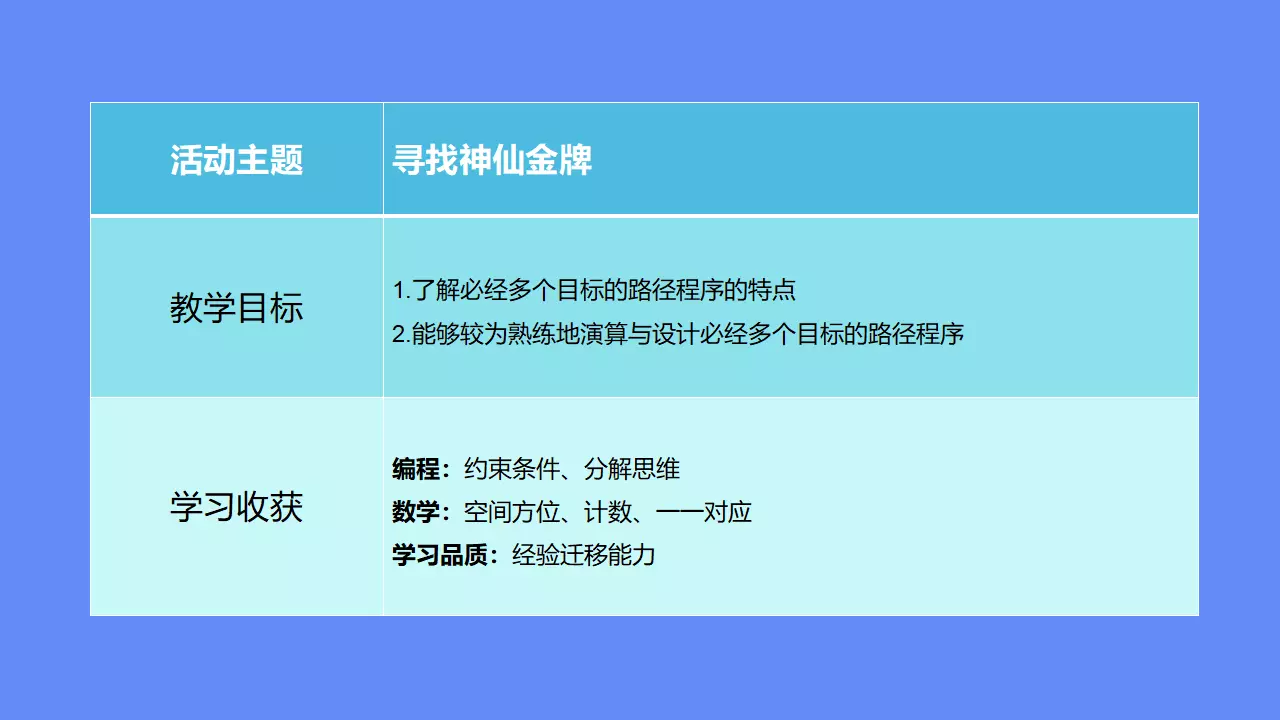 活动主题
寻找神仙金牌
教学目标
1.了解必经多个目标的路径程序的特点
2.能够较为熟练地演算与设计必经多个目标的路径程序
学习收获
编程：约束条件、分解思维
数学：空间方位、计数、一一对应
学习品质：经验迁移能力